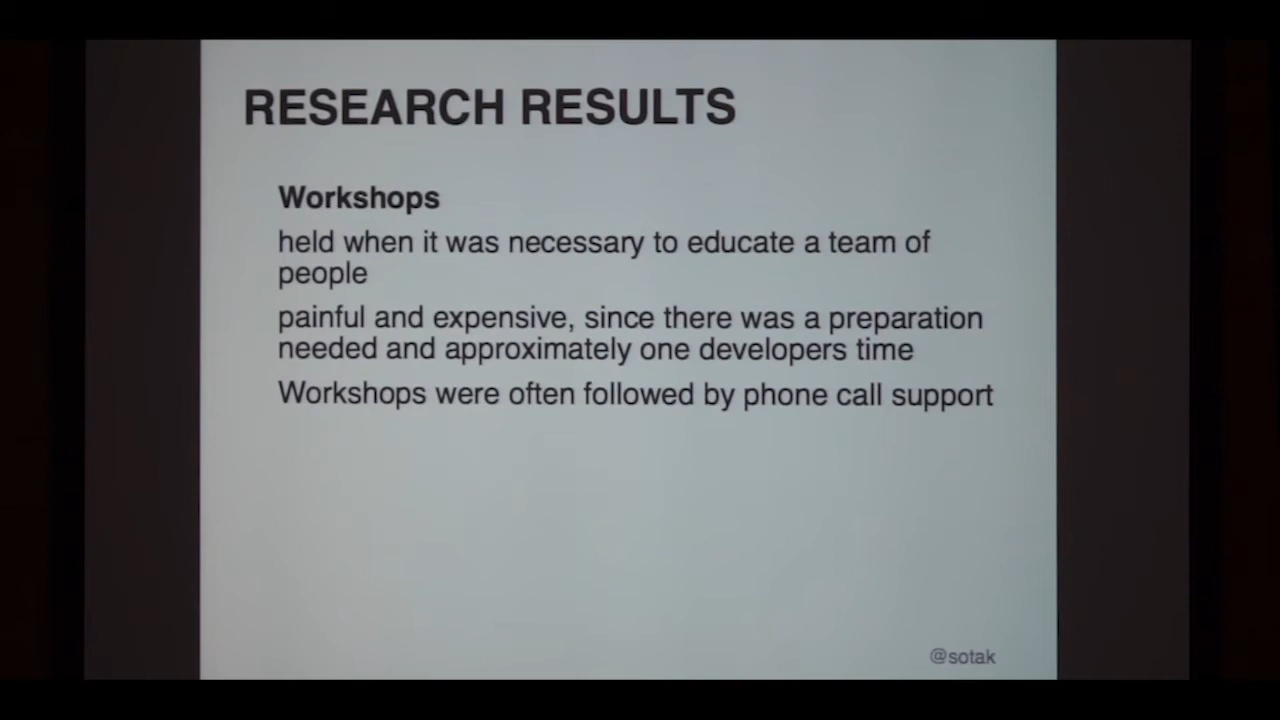 RESEARCH RESULTS
Workshops
held when it was necessary to educate a team of
people
painful and expensive, since there was a preparation
needed and approximately one developers time
Workshops were often followed by phone call support
@sotak